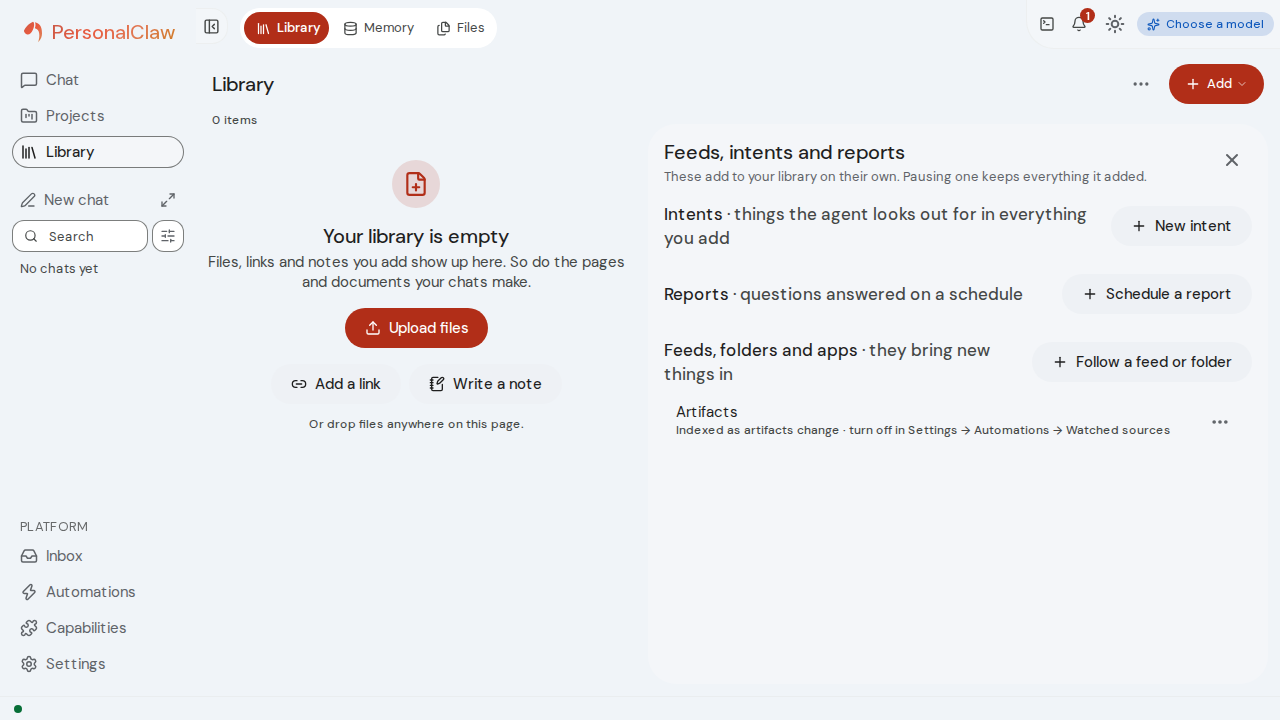 PersonalClaw
Library
Memory
Files
1
Choose a model
Chat
Projects
Library
New chat
Search
No chats yet
PLATFORM
Inbox
Automations
Capabilities
Settings
Library
Add
0 items
Your library is empty
Files, links and notes you add show up here. So do the pages
and documents your chats make.
Upload files
Add a link
Write a note
Or drop files anywhere on this page.
Feeds, intents and reports
These add to your library on their own. Pausing one keeps everything it added.
Intents · things the agent looks out for in everything
you add
New intent
Reports · questions answered on a schedule
Schedule a report
Feeds, folders and apps · they bring new
things in
Follow a feed or folder
Artifacts
Indexed as artifacts change · turn off in Settings → Automations → Watched sources